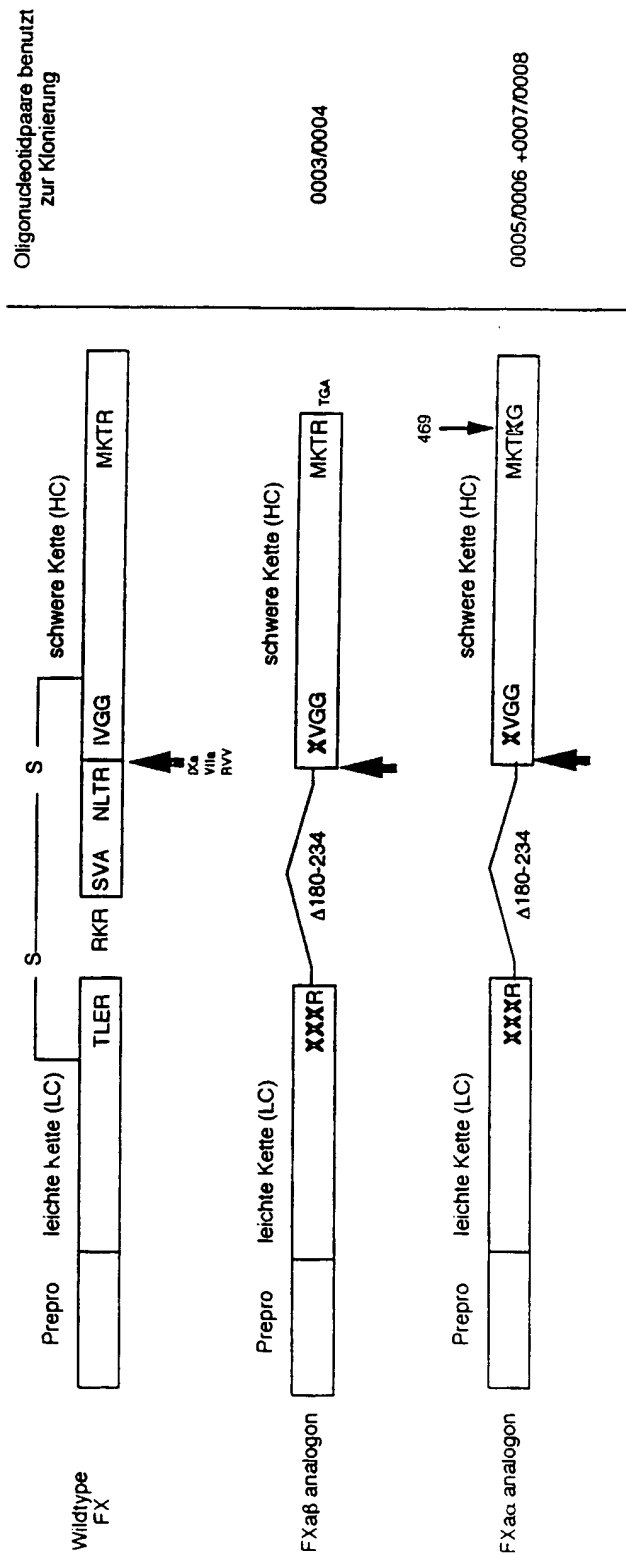 Oligonucleotidpaare benutzt
zur Klonierung
Wildtype
FX
Prepro
leichte Kette (LC)
TLER
S
S
RKR
SVA
NLTR
IVGG
schwere Kette (HC)
MKTR
IXa
VIIa
RVV
FXaβ analogon
Prepro
leichte Kette (LC)
XXXR
Δ180-234
XVGG
schwere Kette (HC)
MKTR
TGA
0003/0004
FXaα analogon
Prepro
leichte Kette (LC)
XXXR
Δ180-234
XVGG
schwere Kette (HC)
469
MKTKG
0005/0006 +0007/0008